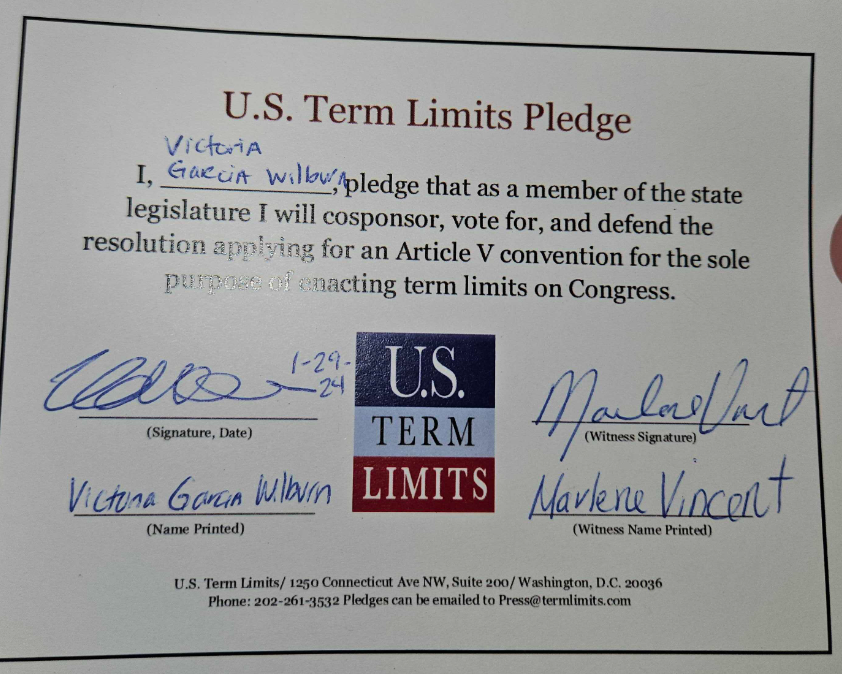 U.S. Term Limits Pledge
Victoria
I, Garcia Wilburn, pledge that as a member of the state
legislature I will cosponsor, vote for, and defend the
resolution applying for an Article V convention for the sole
purpose of enacting term limits on Congress.
1-29-
24
(Signature, Date)
Victoria Garcia Wilburn
(Name Printed)
U.S.
TERM
LIMITS
Marlene Vincent
(Witness Signature)
Marlene Vincent
(Witness Name Printed)
U.S. Term Limits/ 1250 Connecticut Ave NW, Suite 200/ Washington, D.C. 20036
Phone: 202-261-3532 Pledges can be emailed to Press@termlimits.com